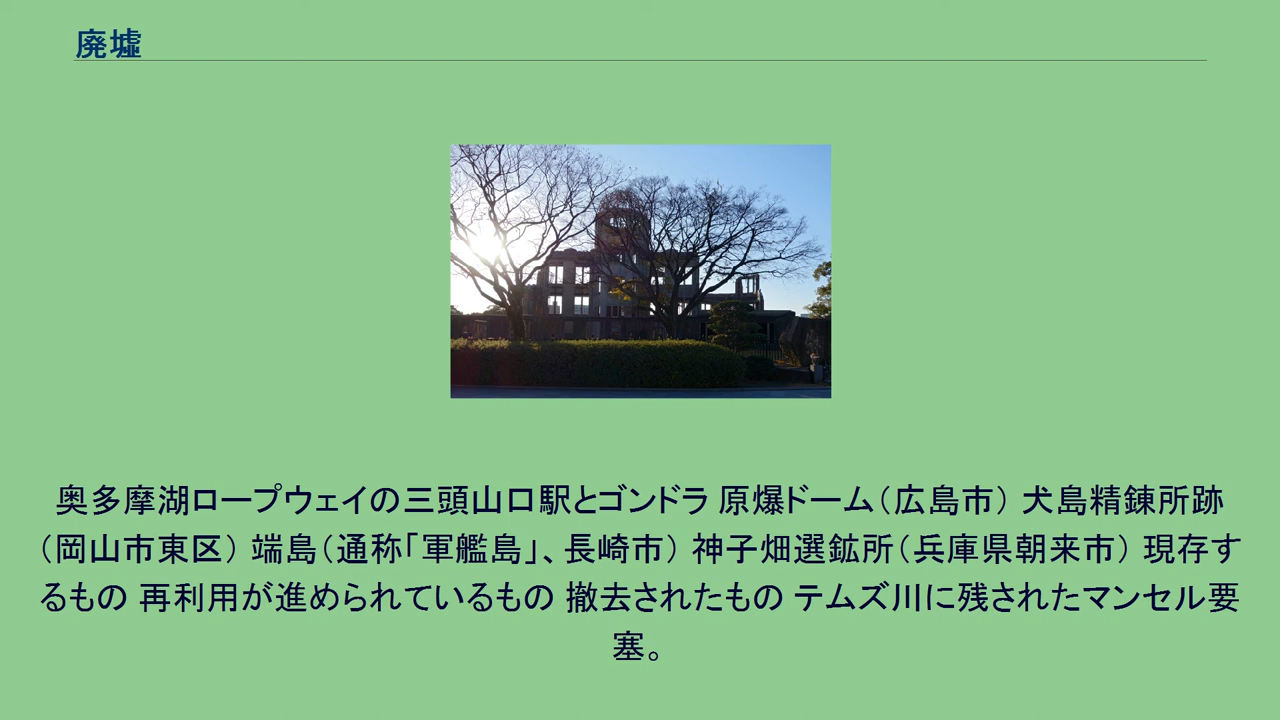 廃墟
奥多摩湖ロープウェイの三頭山口駅とゴンドラ 原爆ドーム（広島市） 犬島精錬所跡
（岡山市東区） 端島（通称「軍艦島」、長崎市） 神子畑選鉱所（兵庫県朝来市） 現存す
るもの 再利用が進められているもの 撤去されたもの テムズ川に残されたマンセル要
塞。